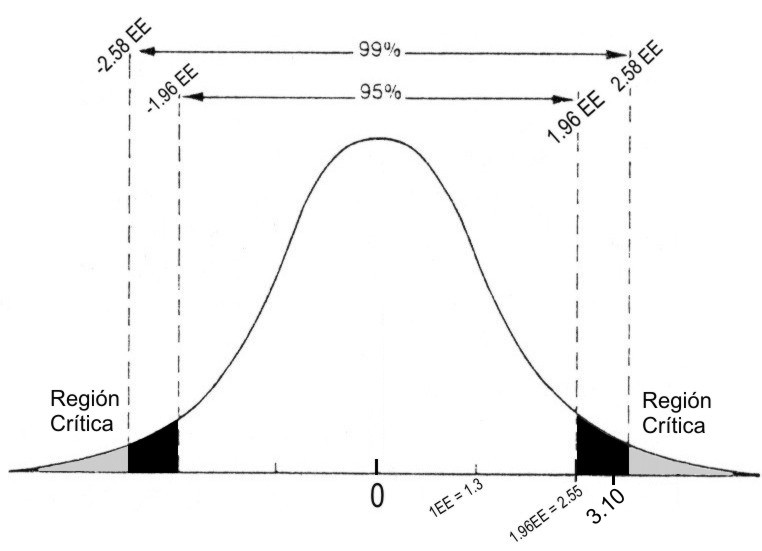 -2.58 EE
99%
2.58 EE
-1.96 EE
95%
1.96 EE
Región
Crítica
Región
Crítica
0
1EE = 1.3
1.96EE = 2.55
3.10